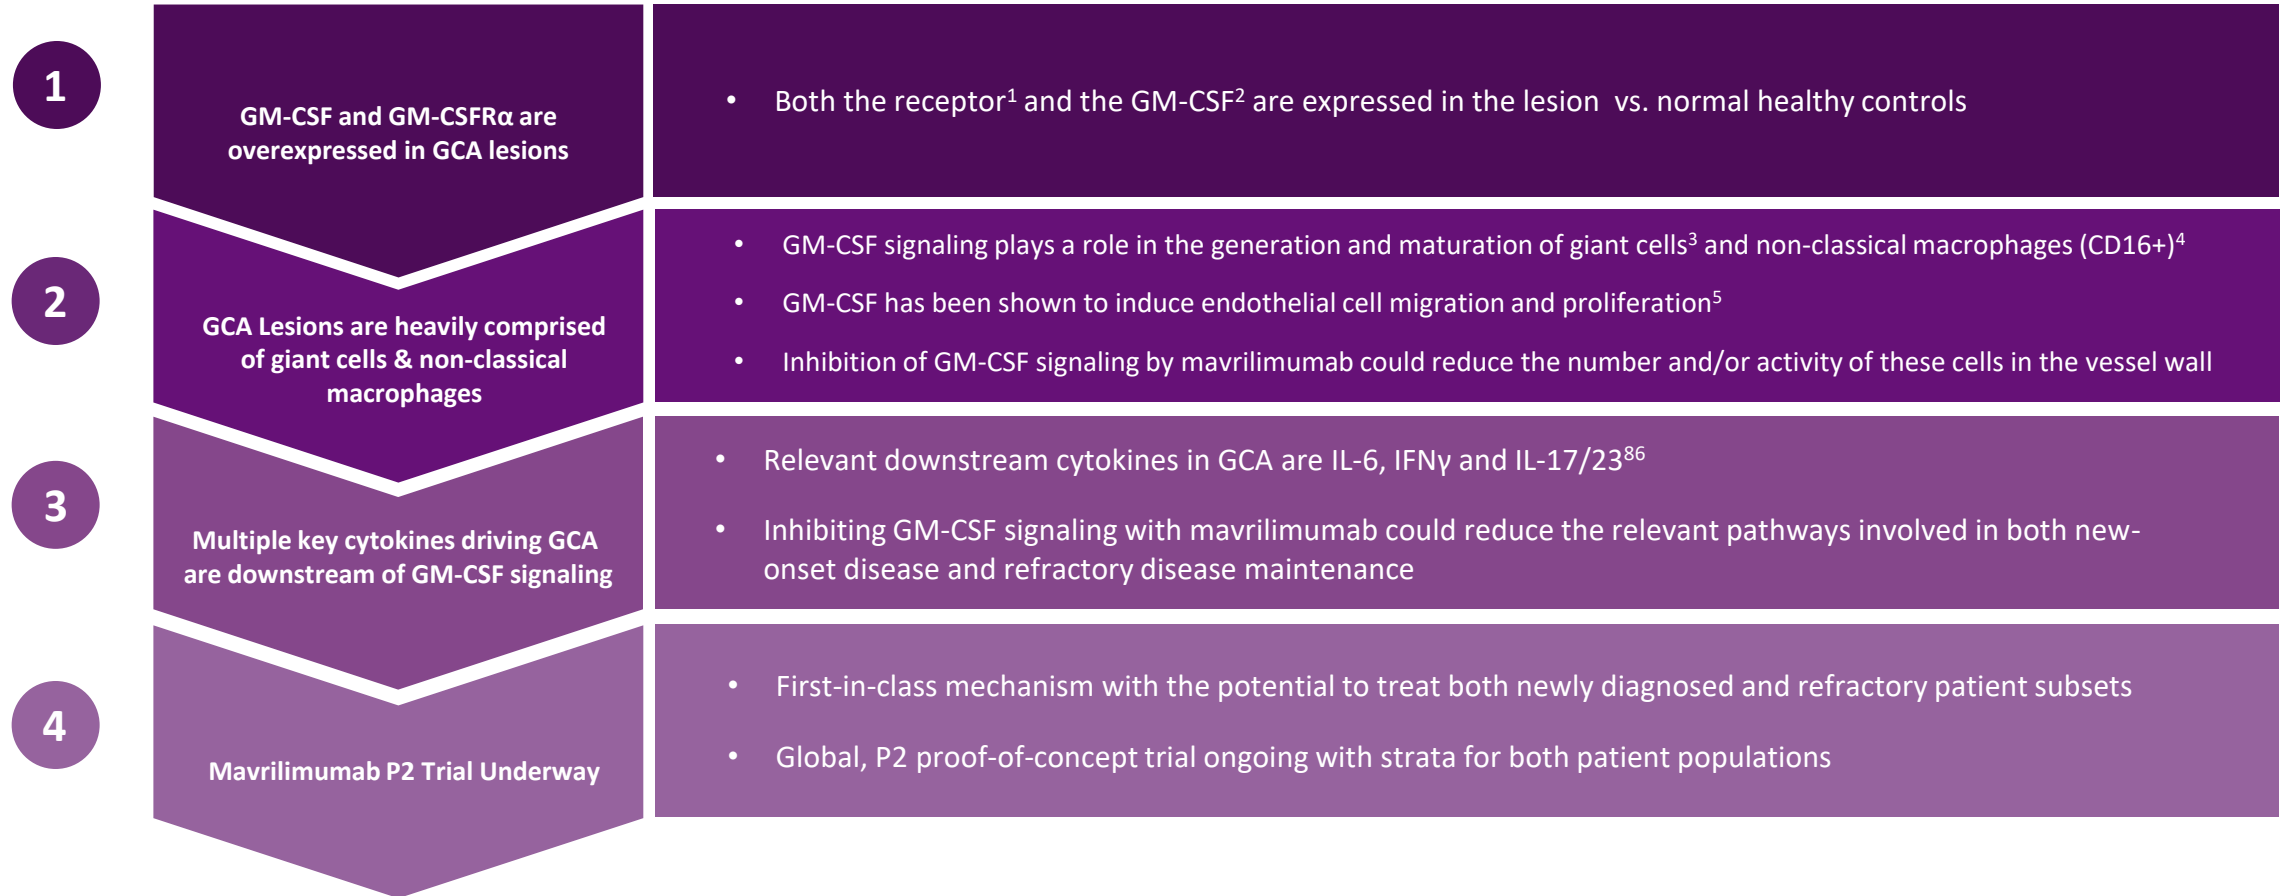 1
GM-CSF and GM-CSFRα are
overexpressed in GCA lesions
• Both the receptor¹ and the GM-CSF² are expressed in the lesion  vs. normal healthy controls
2
GCA Lesions are heavily comprised
of giant cells & non-classical
macrophages
• GM-CSF signaling plays a role in the generation and maturation of giant cells³ and non-classical macrophages (CD16+)⁴
• GM-CSF has been shown to induce endothelial cell migration and proliferation⁵
• Inhibition of GM-CSF signaling by mavrilimumab could reduce the number and/or activity of these cells in the vessel wall
3
Multiple key cytokines driving GCA
are downstream of GM-CSF signaling
• Relevant downstream cytokines in GCA are IL-6, IFNγ and IL-17/23⁸⁶
• Inhibiting GM-CSF signaling with mavrilimumab could reduce the relevant pathways involved in both new-
onset disease and refractory disease maintenance
4
Mavrilimumab P2 Trial Underway
• First-in-class mechanism with the potential to treat both newly diagnosed and refractory patient subsets
• Global, P2 proof-of-concept trial ongoing with strata for both patient populations